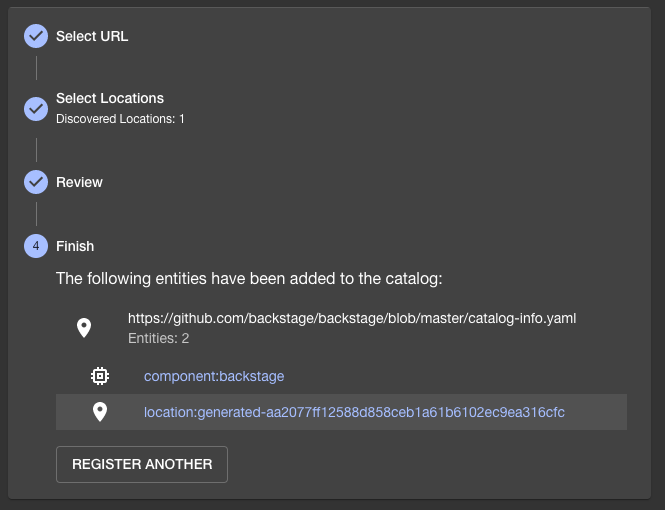 Select URL
Select Locations
Discovered Locations: 1
Review
4 Finish
The following entities have been added to the catalog:
https://github.com/backstage/backstage/blob/master/catalog-info.yaml
Entities: 2
component:backstage
location:generated-aa2077ff12588d858ceb1a61b6102ec9ea316cfc
REGISTER ANOTHER